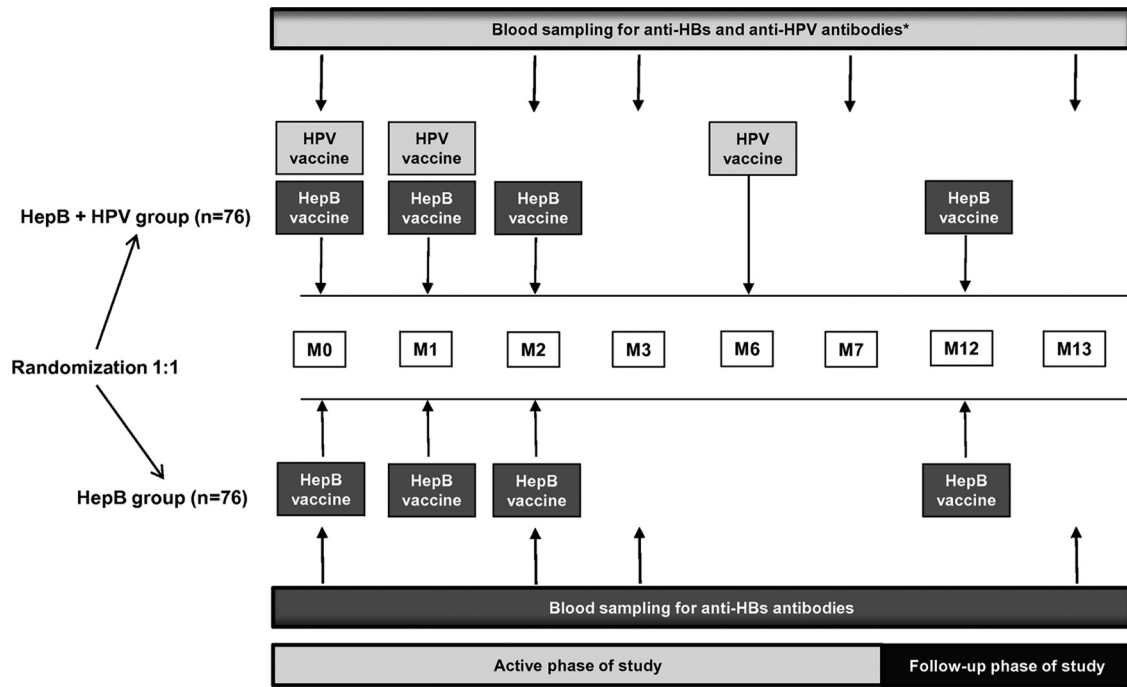 Blood sampling for anti-HBs and anti-HPV antibodies*
HPV
vaccine
HPV
vaccine
HPV
vaccine
HepB + HPV group (n=76)
HepB
vaccine
HepB
vaccine
HepB
vaccine
HepB
vaccine
Randomization 1:1
M0
M1
M2
M3
M6
M7
M12
M13
HepB group (n=76)
HepB
vaccine
HepB
vaccine
HepB
vaccine
HepB
vaccine
Blood sampling for anti-HBs antibodies
Active phase of study
Follow-up phase of study